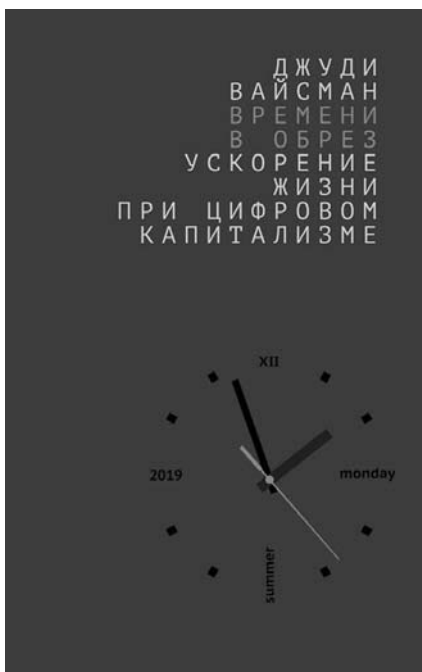 ДЖУДИ
ВАЙСМАН
ВРЕМЕНИ
В ОБРЕЗ
УСКОРЕНИЕ
ЖИЗНИ
ПРИ ЦИФРОВОМ
КАПИТАЛИЗМЕ
XII
2019
monday
summer